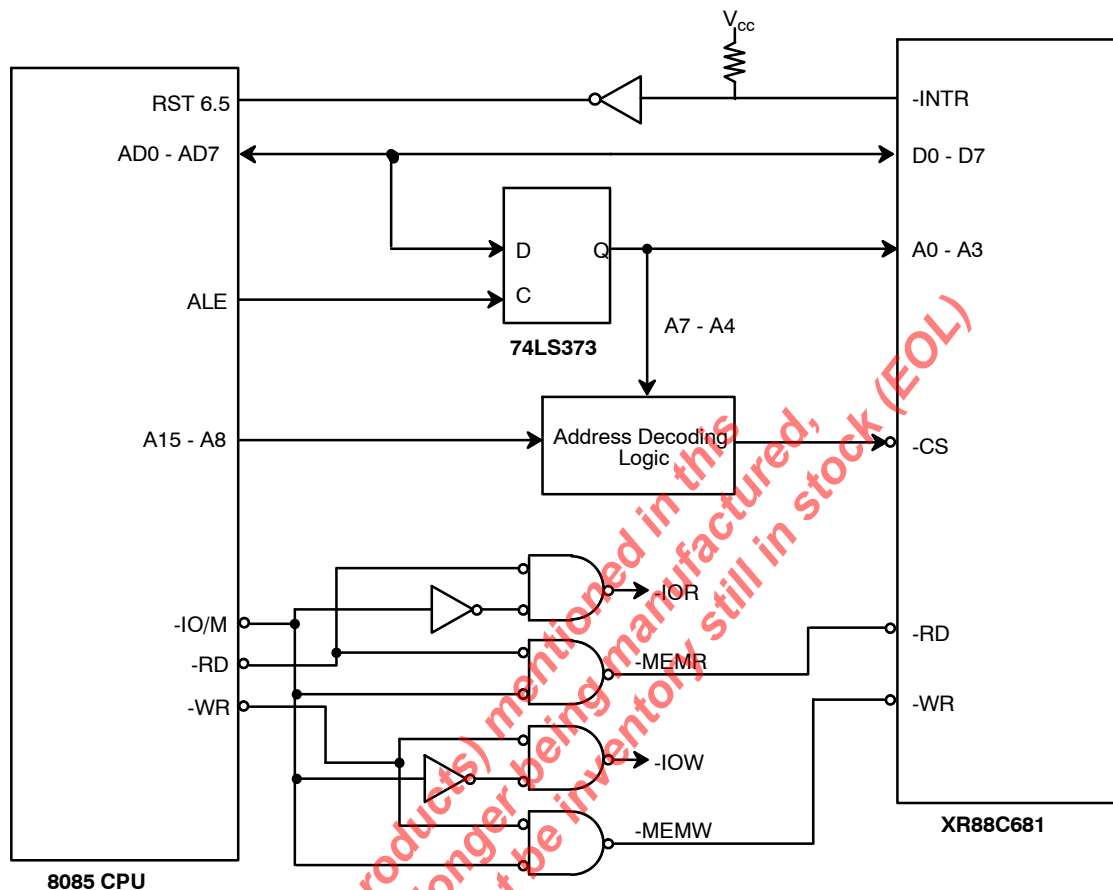 Vcc
RST 6.5
-INTR
AD0 - AD7
D0 - D7
D
Q
A0 - A3
ALE
C
74LS373
A7 - A4
A15 - A8
Address Decoding
Logic
-CS
-IOR
-IO/M
-RD
-MEMR
-RD
-WR
-WR
-IOW
-MEMW
XR88C681
8085 CPU
roducts) mentioned in this
onger being manufactured,
t be inventory still in stock (EOL)